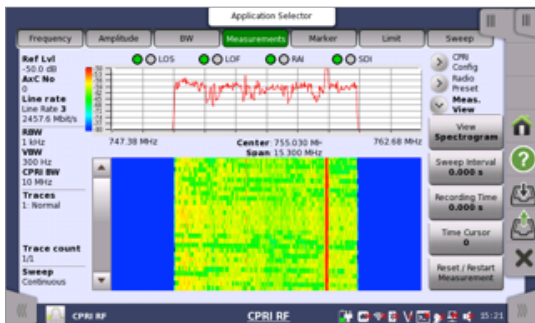 Application Selector
Frequency Amplitude BW Measurements Marker Limit Sweep
Ref Lvl
-50.0 dB
AxC No
0
Line rate
Line Rate 3
2457.6 Mbit/s
RBW
1 kHz
VBW
300 Hz
CPRI BW
10 MHz
Traces
1: Normal
Trace count
1/1
Sweep
Continuous
LOS LOF RAI SDI
747.38 MHz
Center 755.030 MH
762.68 MHz
Span 15.300 MHz
CPRI
Config
Radio
Preset
Meas.
View
View
Spectrogram
Sweep Interval
0.000 s
Recording Time
0.000 s
Time Cursor
0
Reset / Restart
Measurement
CPRI RF
CPRI RF
15:21